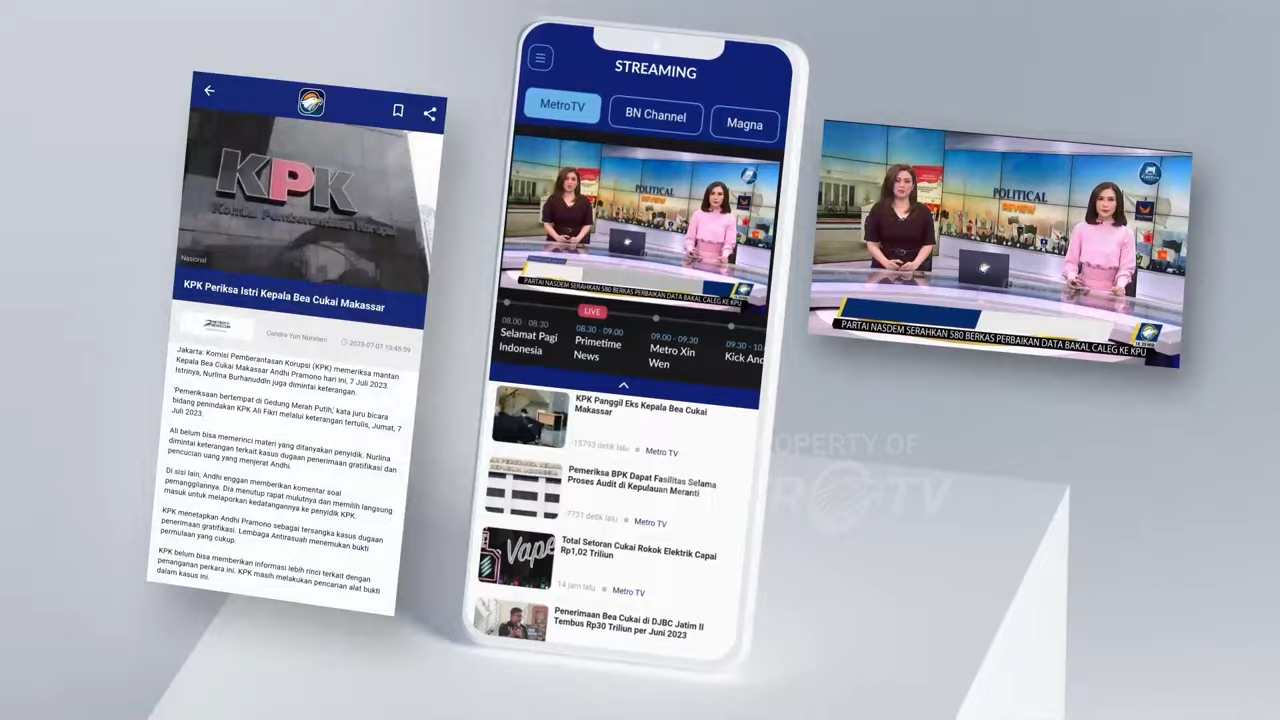 KPK
Komisi Pemberantasan Korupsi
Nasional
KPK Periksa Istri Kepala Bea Cukai Makassar
Candra Yuri Nuralam
2023-07-07 13:45:59
Jakarta: Komisi Pemberantasan Korupsi (KPK) memeriksa mantan
Kepala Bea Cukai Makassar Andhi Pramono hari ini, 7 Juli 2023.
Istrinya, Nurlina Burhanuddin juga dimintai keterangan.
'Pemeriksaan bertempat di Gedung Merah Putih,' kata juru bicara
bidang penindakan KPK Ali Fikri melalui keterangan tertulis, Jumat, 7
Juli 2023.
Ali belum bisa memerinci materi yang ditanyakan penyidik. Nurlina
dimintai keterangan terkait kasus dugaan penerimaan gratifikasi dan
pencucian uang yang menjerat Andhi.
Di sisi lain, Andhi enggan memberikan komentar soal
pemanggilannya. Dia menutup rapat mulutnya dan memilih langsung
masuk untuk melaporkan kedatangannya ke penyidik KPK.
KPK menetapkan Andhi Pramono sebagai tersangka kasus dugaan
penerimaan gratifikasi. Lembaga Antirasuah menemukan bukti
permulaan yang cukup.
KPK belum bisa memberikan informasi lebih rinci terkait dengan
penanganan perkara ini. KPK masih melakukan pencarian alat bukti
dalam kasus ini.
STREAMING
MetroTV
BN Channel
Magna
POLITICAL
REVIEW
PARTAI NASDEM SERAHKAN 580 BERKAS PERBAIKAN DATA BAKAL CALEG KE KPU
LIVE
08.00 - 08.30
Selamat Pagi
Indonesia
08.30 - 09.00
Primetime
News
09.00 - 09.30
Metro Xin
Wen
09.30 - 10.
Kick And
KPK Panggil Eks Kepala Bea Cukai
Makassar
-15793 detik lalu
Metro TV
Pemeriksa BPK Dapat Fasilitas Selama
Proses Audit di Kepulauan Meranti
-7731 detik lalu
Metro TV
Vape
Total Setoran Cukai Rokok Elektrik Capai
Rp1,02 Triliun
14 jam lalu
Metro TV
Penerimaan Bea Cukai di DJBC Jatim II
Tembus Rp30 Triliun per Juni 2023
POLITICAL
REVIEW
PARTAI NASDEM SERAHKAN 580 BERKAS PERBAIKAN DATA BAKAL CALEG KE KPU
PROPERTY OF